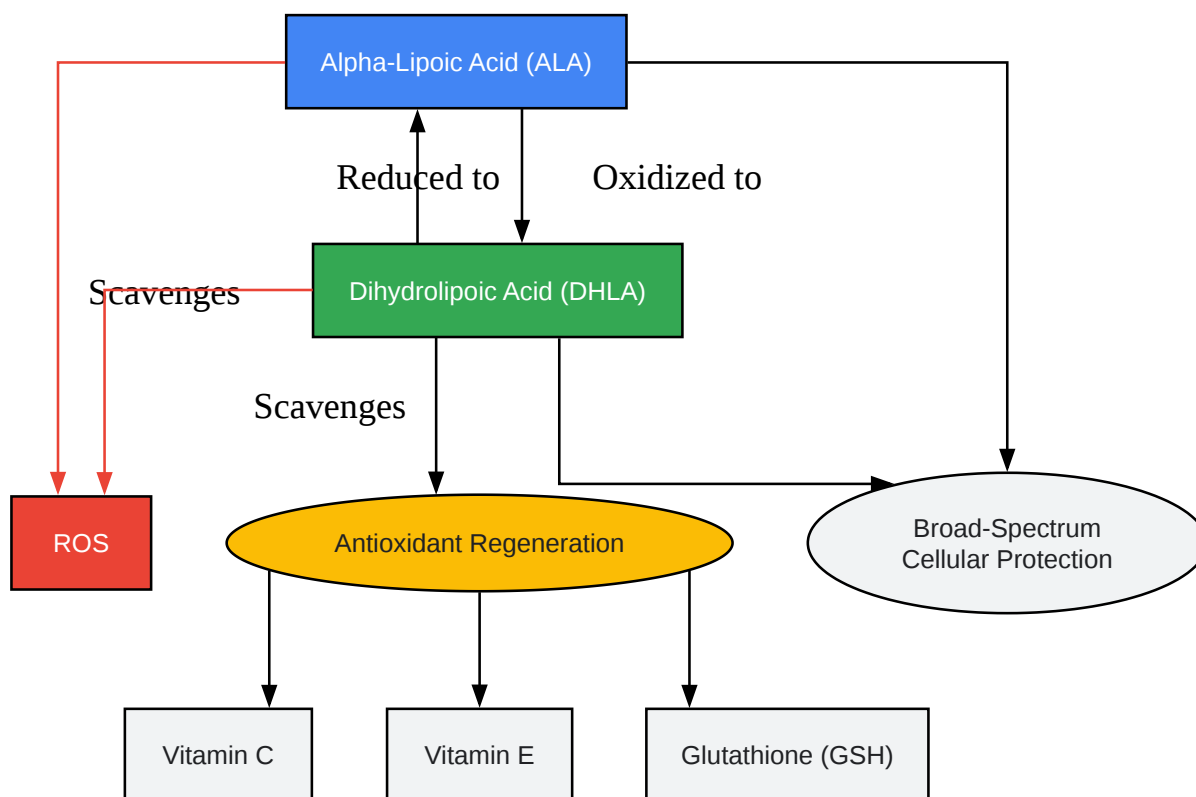 Alpha-Lipoic Acid (ALA)
Reduced to
Oxidized to
Dihydrolipoic Acid (DHLA)
Scavenges
Scavenges
ROS
Antioxidant Regeneration
Broad-Spectrum
Cellular Protection
Vitamin C
Vitamin E
Glutathione (GSH)